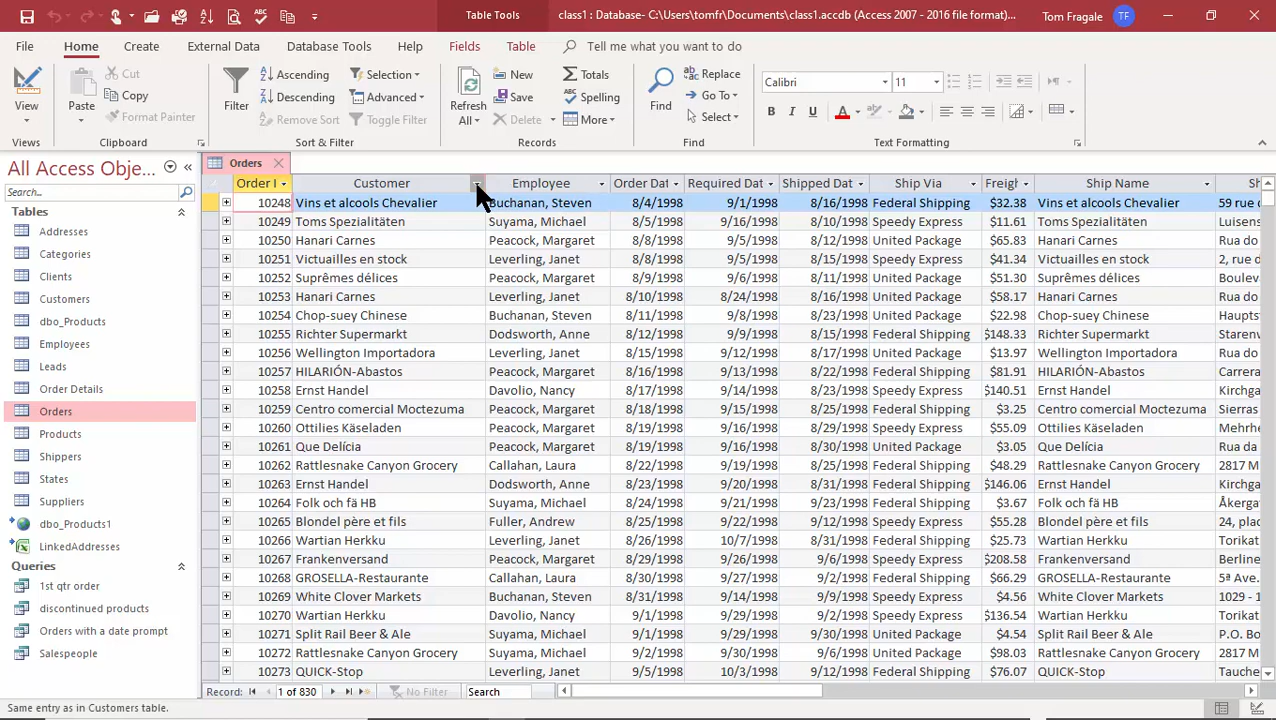 Table Tools
class1 : Database- C:\Users\tomfr\Documents\class1.accdb (Access 2007 - 2016 file format)...
Tom Fragale
TF
File Home Create External Data Database Tools Help Fields Table Tell me what you want to do
View
Views
Paste
Cut
Copy
Format Painter
Clipboard
Filter
Ascending
Descending
Remove Sort
Selection
Advanced
Toggle Filter
Sort & Filter
Refresh All
New
Save
Delete
Totals
Spelling
More
Records
Find
Replace
Go To
Select
Find
Calibri 11
B I U A
Text Formatting
All Access Obje...
Search...
Tables
Addresses
Categories
Clients
Customers
dbo_Products
Employees
Leads
Order Details
Orders
Products
Shippers
States
Suppliers
dbo_Products1
LinkedAddresses
Queries
1st qtr order
discontinued products
Orders with a date prompt
Salespeople
Orders
Order I Customer Employee Order Dat Required Dat Shipped Dat Ship Via Freigh Ship Name Sh
10248 Vins et alcools Chevalier Buchanan, Steven 8/4/1998 9/1/1998 8/16/1998 Federal Shipping $32.38 Vins et alcools Chevalier 59 rue
10249 Toms Spezialitäten Suyama, Michael 8/5/1998 9/16/1998 8/10/1998 Speedy Express $11.61 Toms Spezialitäten Luisens
10250 Hanari Carnes Peacock, Margaret 8/8/1998 9/5/1998 8/12/1998 United Package $65.83 Hanari Carnes Rua do
10251 Victuailles en stock Leverling, Janet 8/8/1998 9/5/1998 8/15/1998 Speedy Express $41.34 Victuailles en stock 2, rue d
10252 Suprêmes délices Peacock, Margaret 8/9/1998 9/6/1998 8/11/1998 United Package $51.30 Suprêmes délices Boulev
10253 Hanari Carnes Leverling, Janet 8/10/1998 8/24/1998 8/16/1998 United Package $58.17 Hanari Carnes Rua do
10254 Chop-suey Chinese Buchanan, Steven 8/11/1998 9/8/1998 8/23/1998 United Package $22.98 Chop-suey Chinese Haupts
10255 Richter Supermarkt Dodsworth, Anne 8/12/1998 9/9/1998 8/15/1998 Federal Shipping $148.33 Richter Supermarkt Starenw
10256 Wellington Importadora Leverling, Janet 8/15/1998 9/12/1998 8/17/1998 United Package $13.97 Wellington Importadora Rua do
10257 HILARIÓN-Abastos Peacock, Margaret 8/16/1998 9/13/1998 8/22/1998 Federal Shipping $81.91 HILARIÓN-Abastos Carrera
10258 Ernst Handel Davolio, Nancy 8/17/1998 9/14/1998 8/23/1998 Speedy Express $140.51 Ernst Handel Kirchga
10259 Centro comercial Moctezuma Peacock, Margaret 8/18/1998 9/15/1998 8/25/1998 Federal Shipping $3.25 Centro comercial Moctezuma Sierras
10260 Ottilies Käseladen Peacock, Margaret 8/19/1998 9/16/1998 8/29/1998 Speedy Express $55.09 Ottilies Käseladen Mehrhe
10261 Que Delícia Peacock, Margaret 8/19/1998 9/16/1998 8/30/1998 United Package $3.05 Que Delícia Rua da
10262 Rattlesnake Canyon Grocery Callahan, Laura 8/22/1998 9/19/1998 8/25/1998 Federal Shipping $48.29 Rattlesnake Canyon Grocery 2817 M
10263 Ernst Handel Dodsworth, Anne 8/23/1998 9/20/1998 8/31/1998 Federal Shipping $146.06 Ernst Handel Kirchga
10264 Folk och fä HB Suyama, Michael 8/24/1998 9/21/1998 9/23/1998 Federal Shipping $3.67 Folk och fä HB Åkerga
10265 Blondel père et fils Fuller, Andrew 8/25/1998 9/22/1998 9/12/1998 Speedy Express $55.28 Blondel père et fils 24, plac
10266 Wartian Herkku Leverling, Janet 8/26/1998 10/7/1998 8/31/1998 Federal Shipping $25.73 Wartian Herkku Torikat
10267 Frankenversand Peacock, Margaret 8/29/1998 9/26/1998 9/6/1998 Speedy Express $208.58 Frankenversand Berline
10268 GROSELLA-Restaurante Callahan, Laura 8/30/1998 9/27/1998 9/2/1998 Federal Shipping $66.29 GROSELLA-Restaurante 5ª Ave.
10269 White Clover Markets Buchanan, Steven 8/31/1998 9/14/1998 9/9/1998 Speedy Express $4.56 White Clover Markets 1029 - 1
10270 Wartian Herkku Davolio, Nancy 9/1/1998 9/29/1998 9/2/1998 Speedy Express $136.54 Wartian Herkku Torikat
10271 Split Rail Beer & Ale Suyama, Michael 9/1/1998 9/29/1998 9/30/1998 United Package $4.54 Split Rail Beer & Ale P.O. Bo
10272 Rattlesnake Canyon Grocery Suyama, Michael 9/2/1998 9/30/1998 9/6/1998 United Package $98.03 Rattlesnake Canyon Grocery 2817 M
10273 QUICK-Stop Leverling, Janet 9/5/1998 10/3/1998 9/12/1998 Federal Shipping $76.07 QUICK-Stop Tauche
Record: 1 of 830 No Filter Search
Same entry as in Customers table.